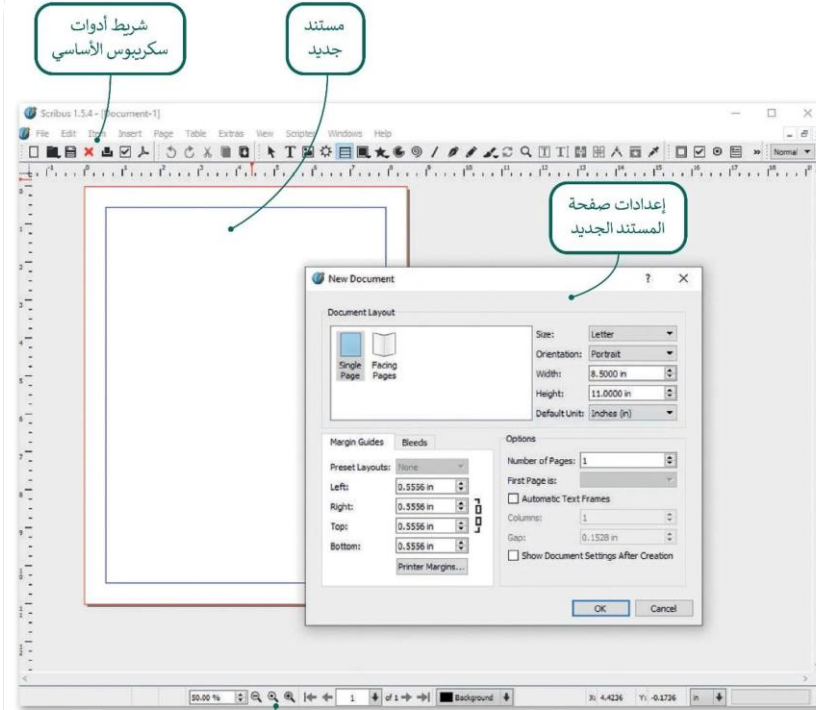 شريط أدوات
سكريبوس الأساسي
مستند
جديد
Scribus 1.5.4 - [Document-1]
File Edit Item Insert Page Table Extras View Scripter Windows Help
Normal
إعدادات صفحة
المستند الجديد
New Document
Document Layout
Single
Page
Facing
Pages
Size: Letter
Orientation: Portrait
Width: 8.5000 in
Height: 11.0000 in
Default Unit: Inches (in)
Margin Guides Bleeds
Preset Layouts: None
Left: 0.5556 in
Right: 0.5556 in
Top: 0.5556 in
Bottom: 0.5556 in
Printer Margins...
Options
Number of Pages: 1
First Page is:
Automatic Text Frames
Columns: 1
Gap: 0.1528 in
Show Document Settings After Creation
OK Cancel
50.00 % 1 of 1 Background X: 4.4236 Y: -0.1736 in